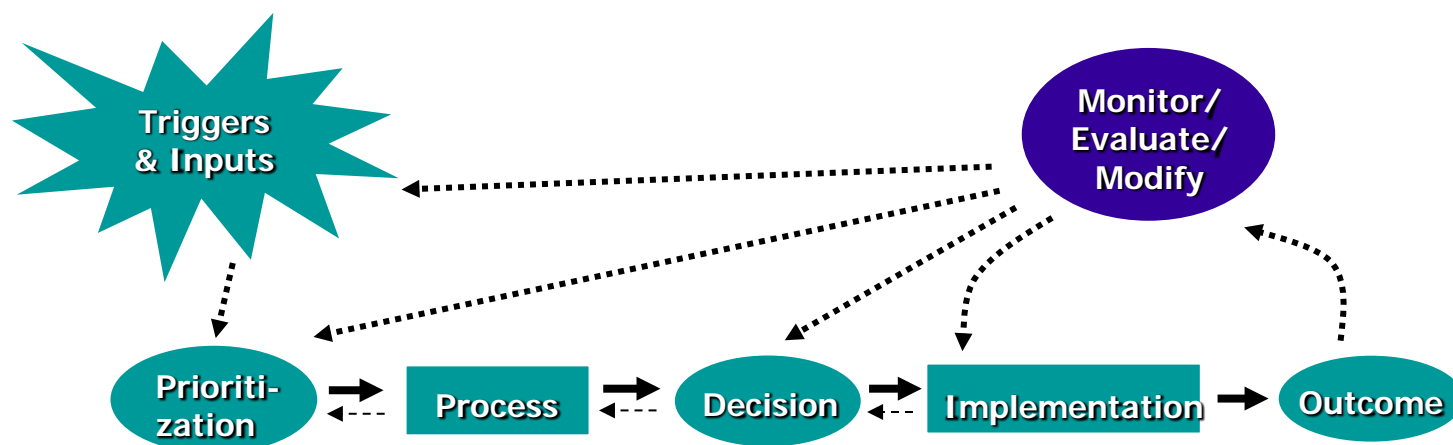 Triggers
& Inputs
Monitor/
Evaluate/
Modify
Prioriti-
zation
Process
Decision
Implementation
Outcome